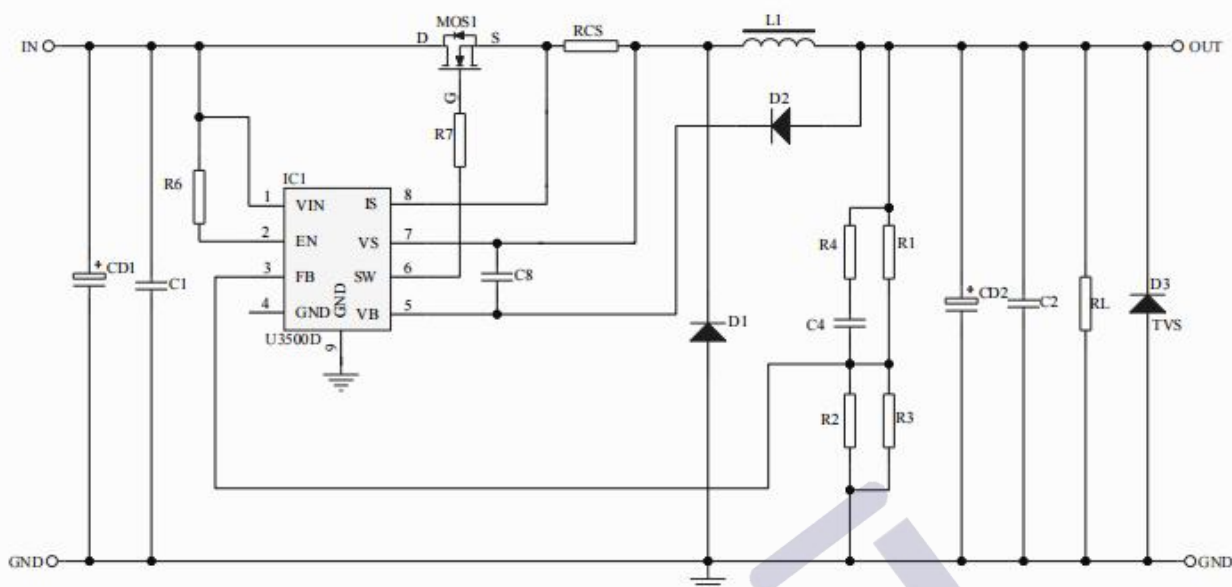 MOS1
L1
IN
D
S
RCS
OUT
G
D2
R7
R6
IC1
1
VIN
IS
8
2
EN
VS
7
R4
R1
3
FB
SW
6
C8
4
GND
GND
VB
5
U3500D
9
CD1
C1
D1
C4
CD2
C2
RL
D3
TVS
R2
R3
GND
GND